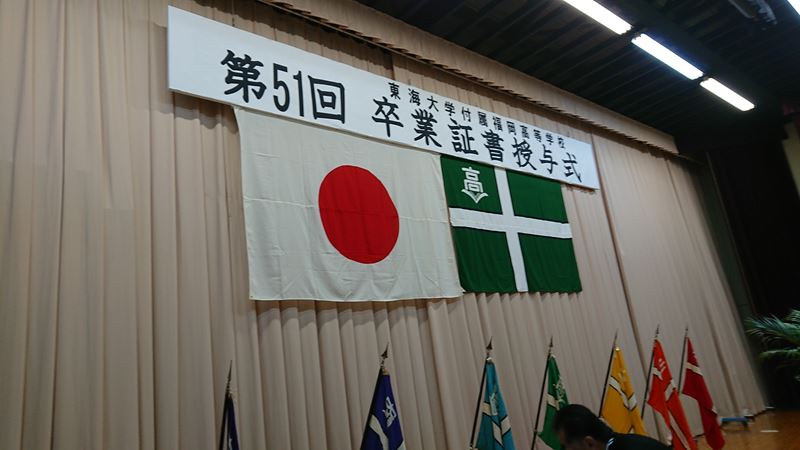 第51回
東海大学付属福岡高等学校
卒業証書授与式
高